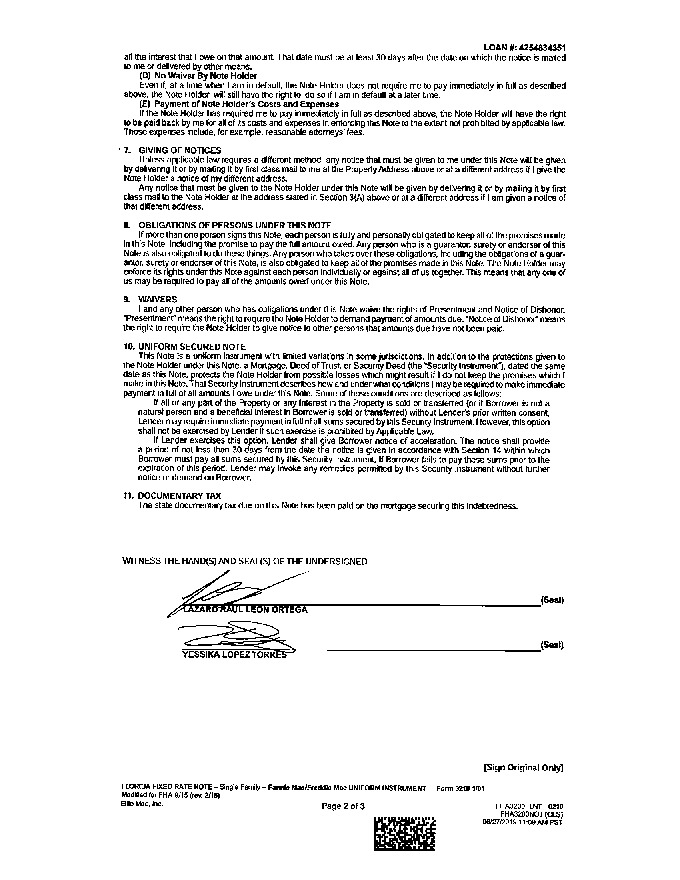 LOAN #: 4254834351
all the interest that I owe on that amount. That date must be at least 30 days after the date on which the notice is mailed
to me or delivered by other means.
(D) No Waiver By Note Holder
Even if, at a time when I am in default, the Note Holder does not require me to pay immediately in full as described
above, the Note Holder will still have the right to do so if I am in default at a later time.
(E) Payment of Note Holder's Costs and Expenses
If the Note Holder has required me to pay immediately in full as described above, the Note Holder will have the right
to be paid back by me for all of its costs and expenses in enforcing this Note to the extent not prohibited by applicable law.
Those expenses include, for example, reasonable attorneys' fees.
7. GIVING OF NOTICES
Unless applicable law requires a different method, any notice that must be given to me under this Note will be given
by delivering it or by mailing it by first class mail to me at the Property Address above or at a different address if I give the
Note Holder a notice of my different address.
Any notice that must be given to the Note Holder under this Note will be given by delivering it or by mailing it by first
class mail to the Note Holder at the address stated in Section 3(A) above or at a different address if I am given a notice of
that different address.
8. OBLIGATIONS OF PERSONS UNDER THIS NOTE
If more than one person signs this Note, each person is fully and personally obligated to keep all of the promises made
in this Note, including the promise to pay the full amount owed. Any person who is a guarantor, surety or endorser of this
Note is also obligated to do these things. Any person who takes over these obligations, including the obligations of a guar-
antor, surety or endorser of this Note, is also obligated to keep all of the promises made in this Note. The Note Holder may
enforce its rights under this Note against each person individually or against all of us together. This means that any one of
us may be required to pay all of the amounts owed under this Note.
9. WAIVERS
I and any other person who has obligations under this Note waive the rights of Presentment and Notice of Dishonor.
"Presentment" means the right to require the Note Holder to demand payment of amounts due. "Notice of Dishonor" means
the right to require the Note Holder to give notice to other persons that amounts due have not been paid.
10. UNIFORM SECURED NOTE
This Note is a uniform instrument with limited variations in some jurisdictions. In addition to the protections given to
the Note Holder under this Note, a Mortgage, Deed of Trust, or Security Deed (the "Security Instrument"), dated the same
date as this Note, protects the Note Holder from possible losses which might result if I do not keep the promises which I
make in this Note. That Security Instrument describes how and under what conditions I may be required to make immediate
payment in full of all amounts I owe under this Note. Some of those conditions are described as follows:
If all or any part of the Property or any Interest in the Property is sold or transferred (or if Borrower is not a
natural person and a beneficial interest in Borrower is sold or transferred) without Lender's prior written consent,
Lender may require immediate payment in full of all sums secured by this Security Instrument. However, this option
shall not be exercised by Lender if such exercise is prohibited by Applicable Law.
If Lender exercises this option, Lender shall give Borrower notice of acceleration. The notice shall provide
a period of not less than 30 days from the date the notice is given in accordance with Section 14 within which
Borrower must pay all sums secured by this Security Instrument. If Borrower fails to pay these sums prior to the
expiration of this period, Lender may invoke any remedies permitted by this Security Instrument without further
notice or demand on Borrower.
11. DOCUMENTARY TAX
The state documentary tax due on this Note has been paid on the mortgage securing this indebtedness.
WITNESS THE HAND(S) AND SEAL(S) OF THE UNDERSIGNED
(Seal)
LAZARO RAUL LEON ORTEGA
(Seal)
YESSIKA LOPEZ TORRES
[Sign Original Only]
FLORIDA FIXED RATE NOTE – Single Family – Fannie Mae/Freddie Mac UNIFORM INSTRUMENT Form 3209 1/01
Modified for FHA 9/15 (rev. 2/16)
Ellie Mae, Inc.
Page 2 of 3
FHA3200NOT (CLS)
11:09 AM PST